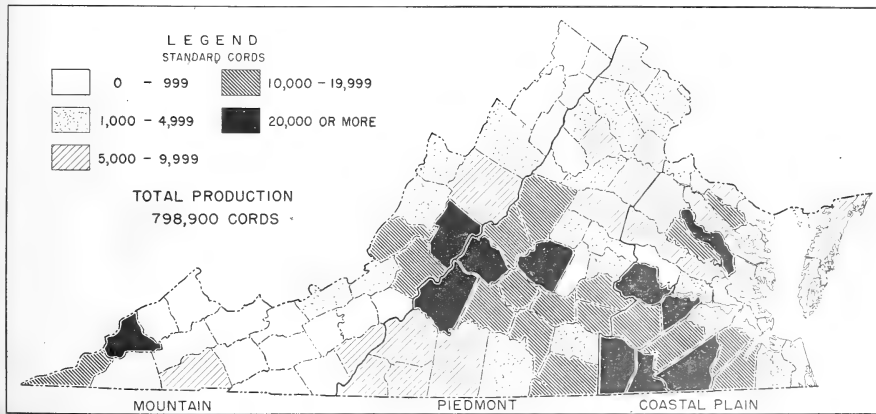 LEGEND
STANDARD CORDS
0 - 999
10,000 - 19,999
1,000 - 4,999
20,000 OR MORE
5,000 - 9,999
TOTAL PRODUCTION
798,900 CORDS
MOUNTAIN PIEDMONT COASTAL PLAIN